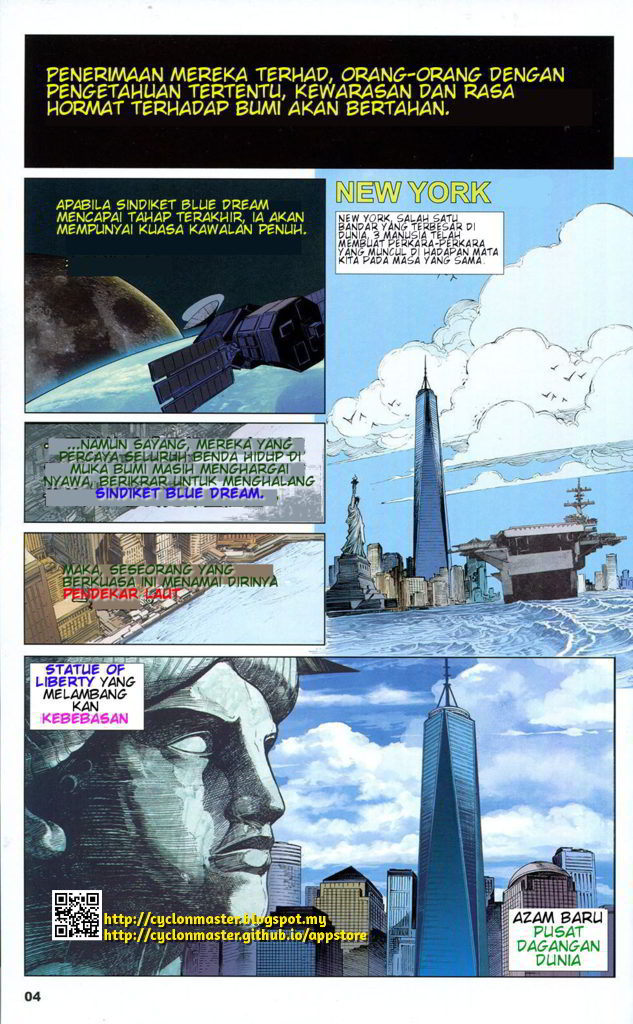 PENERIMAAN MEREKA TERHAD, ORANG-ORANG DENGAN
PENGETAHUAN TERTENTU, KEWARASAN DAN RASA
HORMAT TERHADAP BUMI AKAN BERTAHAN.
APABILA SINDIKET BLUE DREAM
MENCAPAI TAHAP TERAKHIR, IA AKAN
MEMPUNYAI KUASA KAWALAN PENUH.
NEW YORK
NEW YORK, SALAH SATU
BANDAR YANG TERBESAR DI
DUNIA. 3 MANUSIA TELAH
MEMBUAT PERKARA-PERKARA
YANG MUNCUL DI HADAPAN MATA
KITA PADA MASA YANG SAMA.
...NAMUN SAYANG, MEREKA YANG
PERCAYA SELURUH BENDA HIDUP DI
MUKA BUMI MASIH MENGHARGAI
NYAWA, BERIKRAR UNTUK MENGHALANG
SINDIKET BLUE DREAM.
MAKA, SESEORANG YANG
BERKUASA INI MENAMAI DIRINYA
PENDEKAR LAUT
STATUE OF
LIBERTY YANG
MELAMBANG
KAN
KEBEBASAN
http://cyclonmaster.blogspot.my
http://cyclonmaster.github.io/appstore
AZAM BARU
PUSAT
DAGANGAN
DUNIA
04